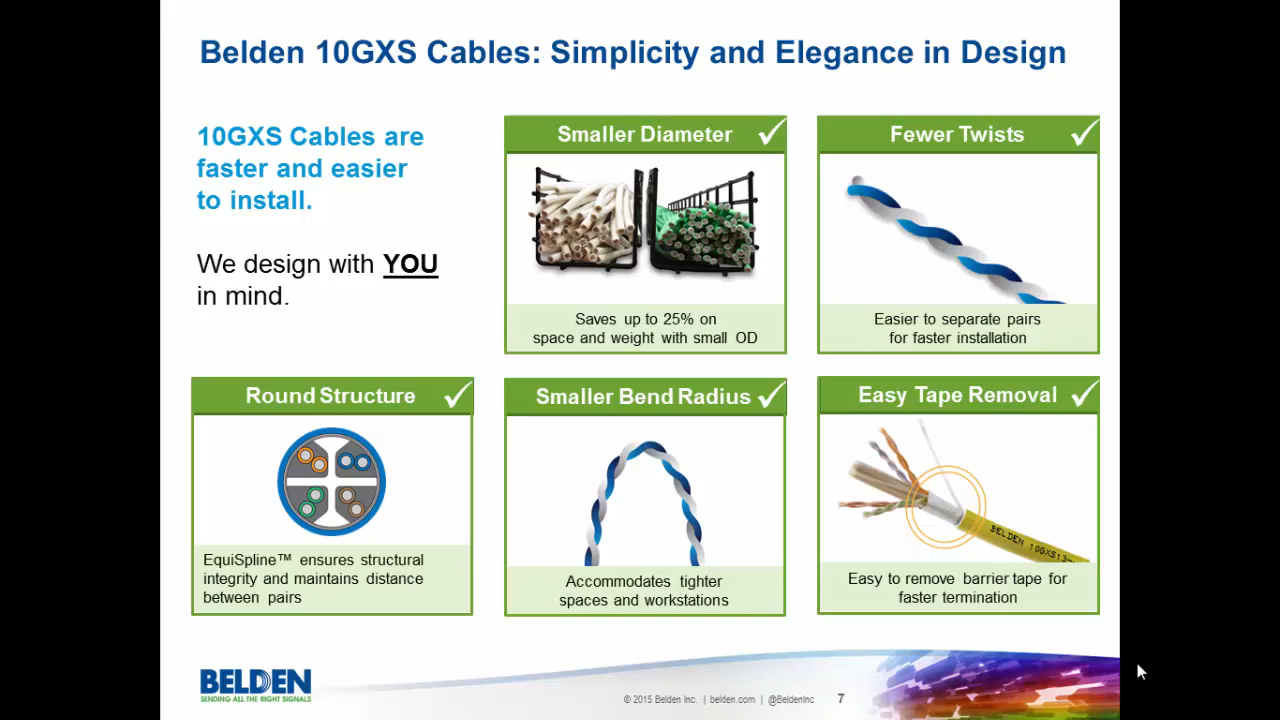 Belden 10GXS Cables: Simplicity and Elegance in Design
10GXS Cables are
faster and easier
to install.
We design with YOU
in mind.
Smaller Diameter
Saves up to 25% on
space and weight with small OD
Fewer Twists
Easier to separate pairs
for faster installation
Round Structure
EquiSpline™ ensures structural
integrity and maintains distance
between pairs
Smaller Bend Radius
Accommodates tighter
spaces and workstations
Easy Tape Removal
BELDEN 10GXS13
Easy to remove barrier tape for
faster termination
BELDEN
SENDING ALL THE RIGHT SIGNALS
© 2015 Belden Inc. | belden.com | @BeldenInc 7